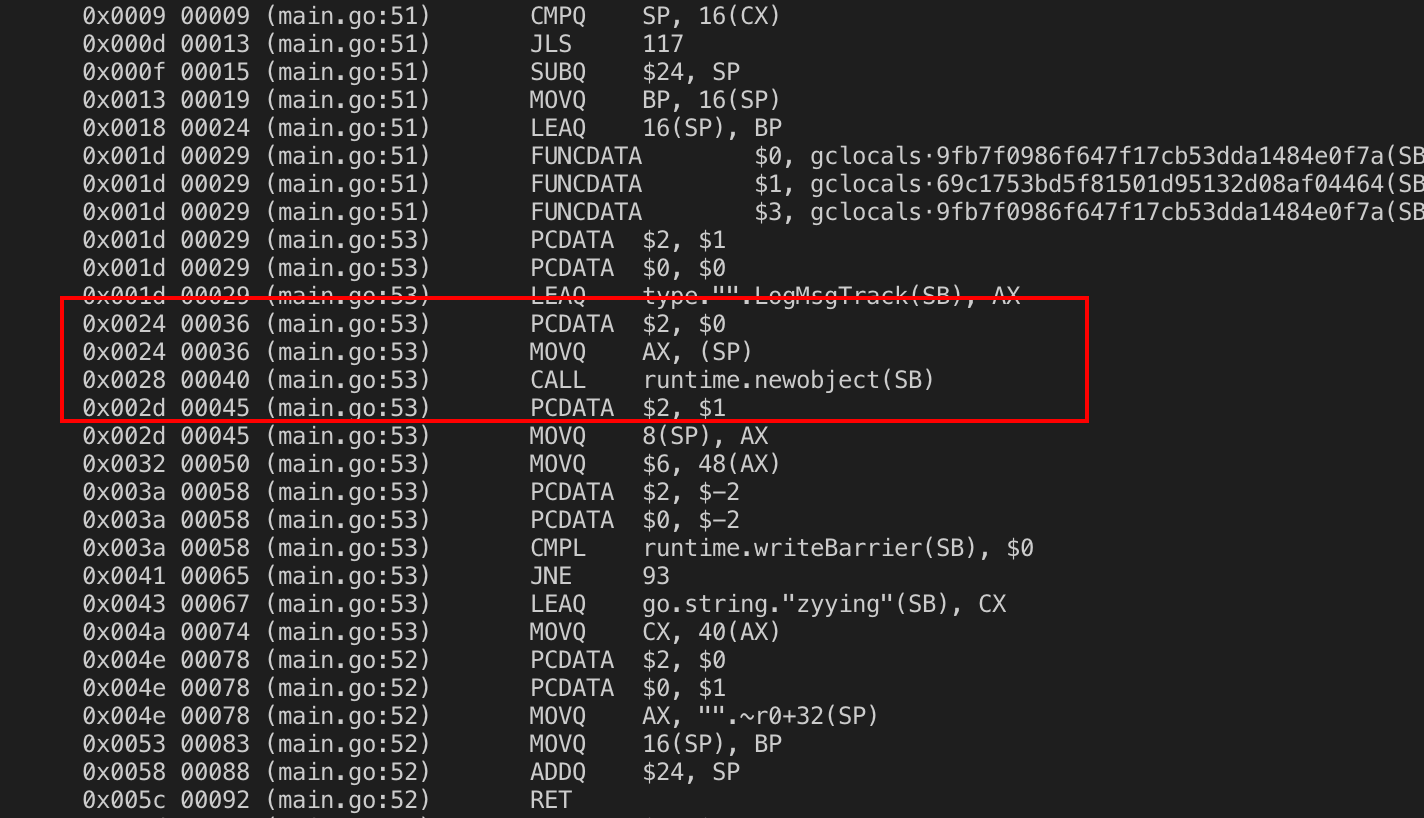 0x0009 00009 (main.go:51) CMPQ SP, 16(CX)
0x000d 00013 (main.go:51) JLS 117
0x000f 00015 (main.go:51) SUBQ $24, SP
0x0013 00019 (main.go:51) MOVQ BP, 16(SP)
0x0018 00024 (main.go:51) LEAQ 16(SP), BP
0x001d 00029 (main.go:51) FUNCDATA $0, gclocals·9fb7f0986f647f17cb53dda1484e0f7a(SB
0x001d 00029 (main.go:51) FUNCDATA $1, gclocals·69c1753bd5f81501d95132d08af04464(SB
0x001d 00029 (main.go:51) FUNCDATA $3, gclocals·9fb7f0986f647f17cb53dda1484e0f7a(SB
0x001d 00029 (main.go:53) PCDATA $2, $1
0x001d 00029 (main.go:53) PCDATA $0, $0
0x001d 00029 (main.go:53) LEAQ type."".LogMsgTrack(SB), AX
0x0024 00036 (main.go:53) PCDATA $2, $0
0x0024 00036 (main.go:53) MOVQ AX, (SP)
0x0028 00040 (main.go:53) CALL runtime.newobject(SB)
0x002d 00045 (main.go:53) PCDATA $2, $1
0x002d 00045 (main.go:53) MOVQ 8(SP), AX
0x0032 00050 (main.go:53) MOVQ $6, 48(AX)
0x003a 00058 (main.go:53) PCDATA $2, $-2
0x003a 00058 (main.go:53) PCDATA $0, $-2
0x003a 00058 (main.go:53) CMPL runtime.writeBarrier(SB), $0
0x0041 00065 (main.go:53) JNE 93
0x0043 00067 (main.go:53) LEAQ go.string."zyying"(SB), CX
0x004a 00074 (main.go:53) MOVQ CX, 40(AX)
0x004e 00078 (main.go:52) PCDATA $2, $0
0x004e 00078 (main.go:52) PCDATA $0, $1
0x004e 00078 (main.go:52) MOVQ AX, "".~r0+32(SP)
0x0053 00083 (main.go:52) MOVQ 16(SP), BP
0x0058 00088 (main.go:52) ADDQ $24, SP
0x005c 00092 (main.go:52) RET